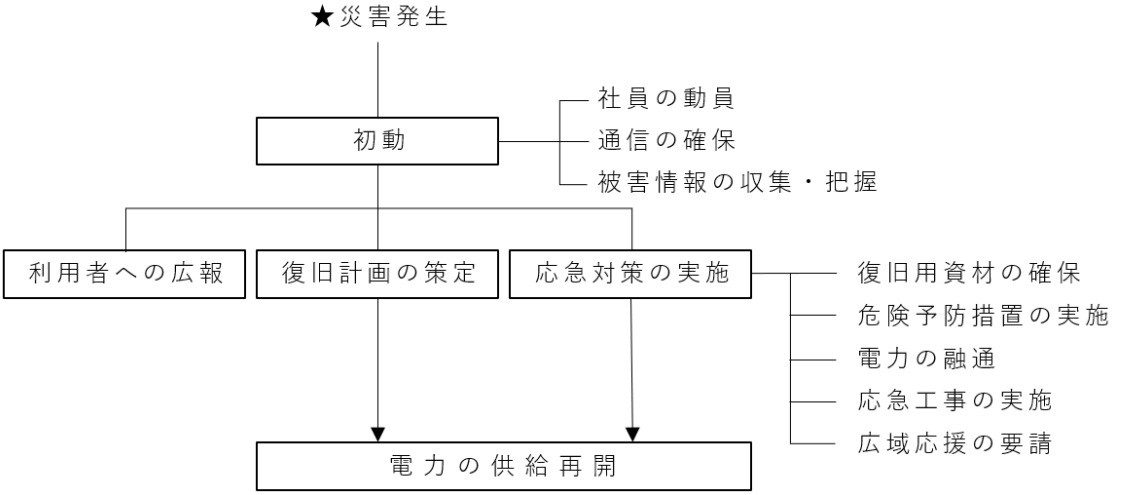 ★災害発生
初動
社員の動員
通信の確保
被害情報の収集・把握
利用者への広報
復旧計画の策定
応急対策の実施
復旧用資材の確保
危険予防措置の実施
電力の融通
応急工事の実施
広域応援の要請
電力の供給再開